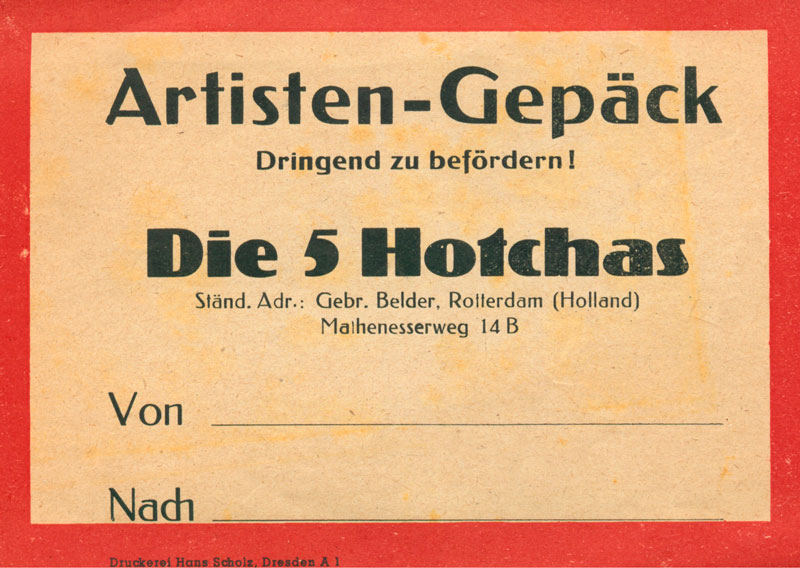 Artisten-Gepäck
Dringend zu befördern!
Die 5 Hotchas
Ständ. Adr.: Gebr. Belder, Rotterdam (Holland)
Mathenesserweg 14 B
Von
Nach
Druckerei Hans Scholz, Dresden A 1